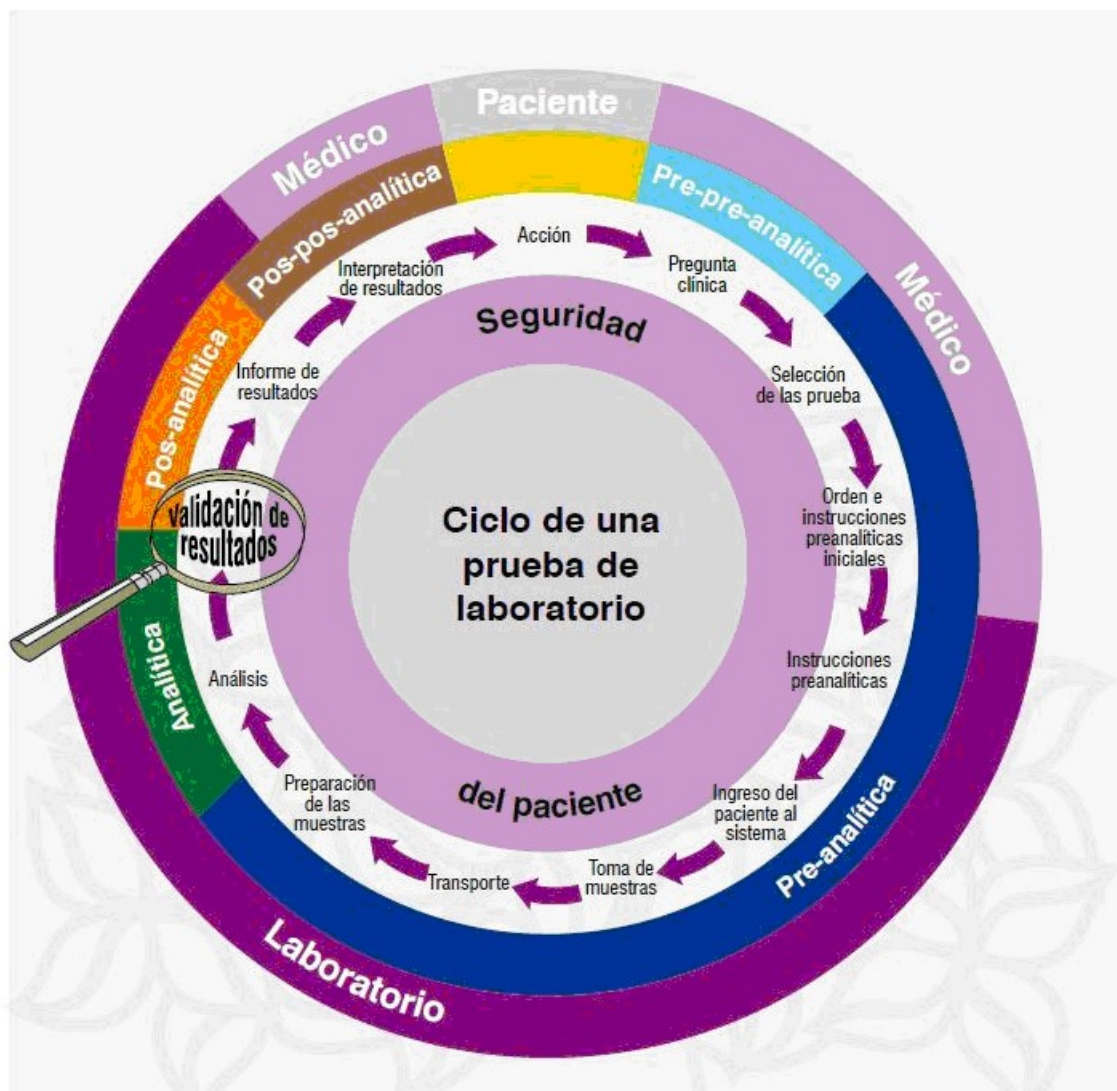 Paciente
Médico
Médico
Laboratorio
Pre-pre-analítica
Pre-analítica
Analítica
Pos-analítica
Pos-pos-analítica
Acción
Pregunta
clínica
Selección
de las prueba
Orden e
instrucciones
preanalíticas
iniciales
Instrucciones
preanalíticas
Ingreso del
paciente al
sistema
Toma de
muestras
Transporte
Preparación
de las
muestras
Análisis
Validación de
resultados
Informe de
resultados
Interpretación
de resultados
Seguridad
del paciente
Ciclo de una
prueba de
laboratorio